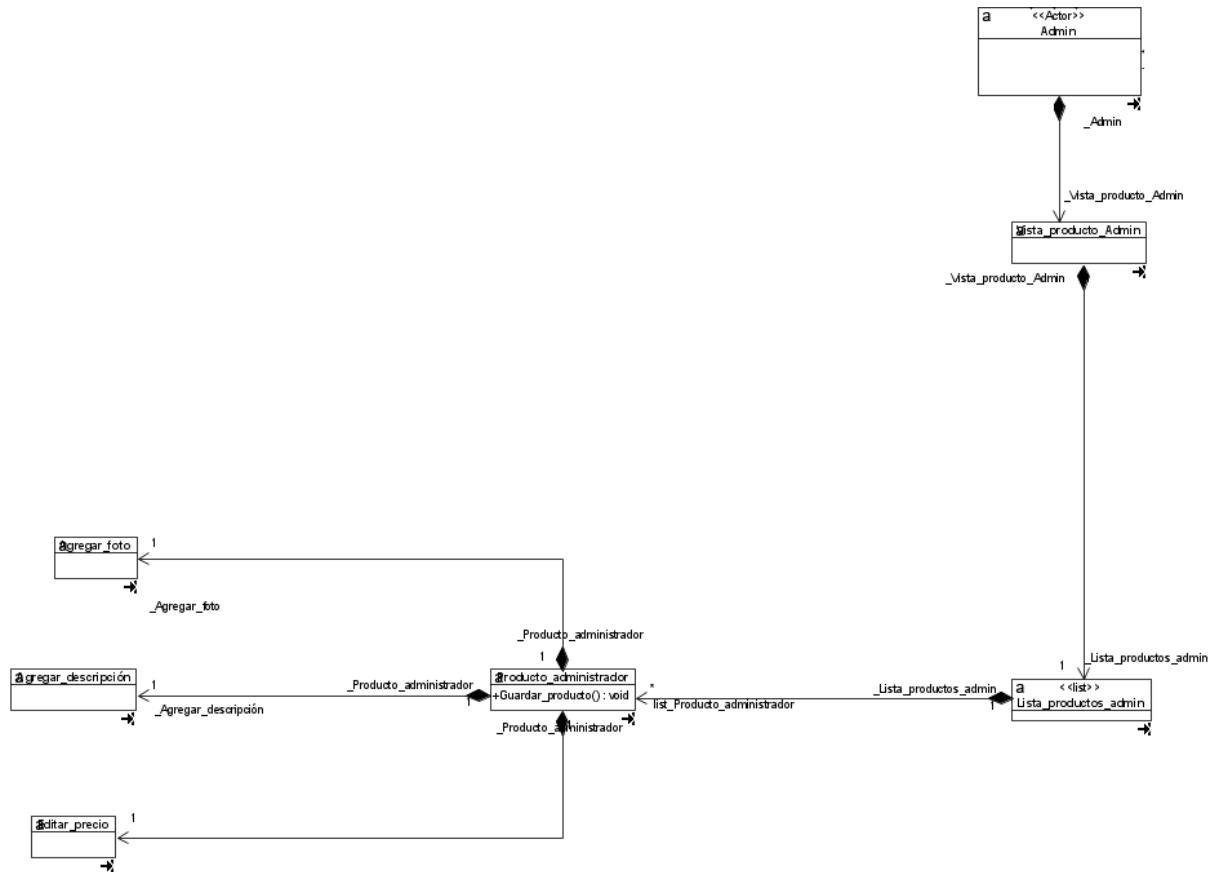 a
<<Actor>>
Admin
_Admin
_Vista_producto_Admin
Vista_producto_Admin
_Vista_producto_Admin
1
_Lista_productos_admin
a
<<list>>
Lista_productos_admin
_Lista_productos_admin
1
*
list_Producto_administrador
Agregar_foto
1
_Agregar_foto
_Producto_administrador
1
Producto_administrador
+Guardar_producto() : void
_Producto_administrador
1
Agregar_descripción
1
_Agregar_descripción
_Producto_administrador
1
Editar_precio
1